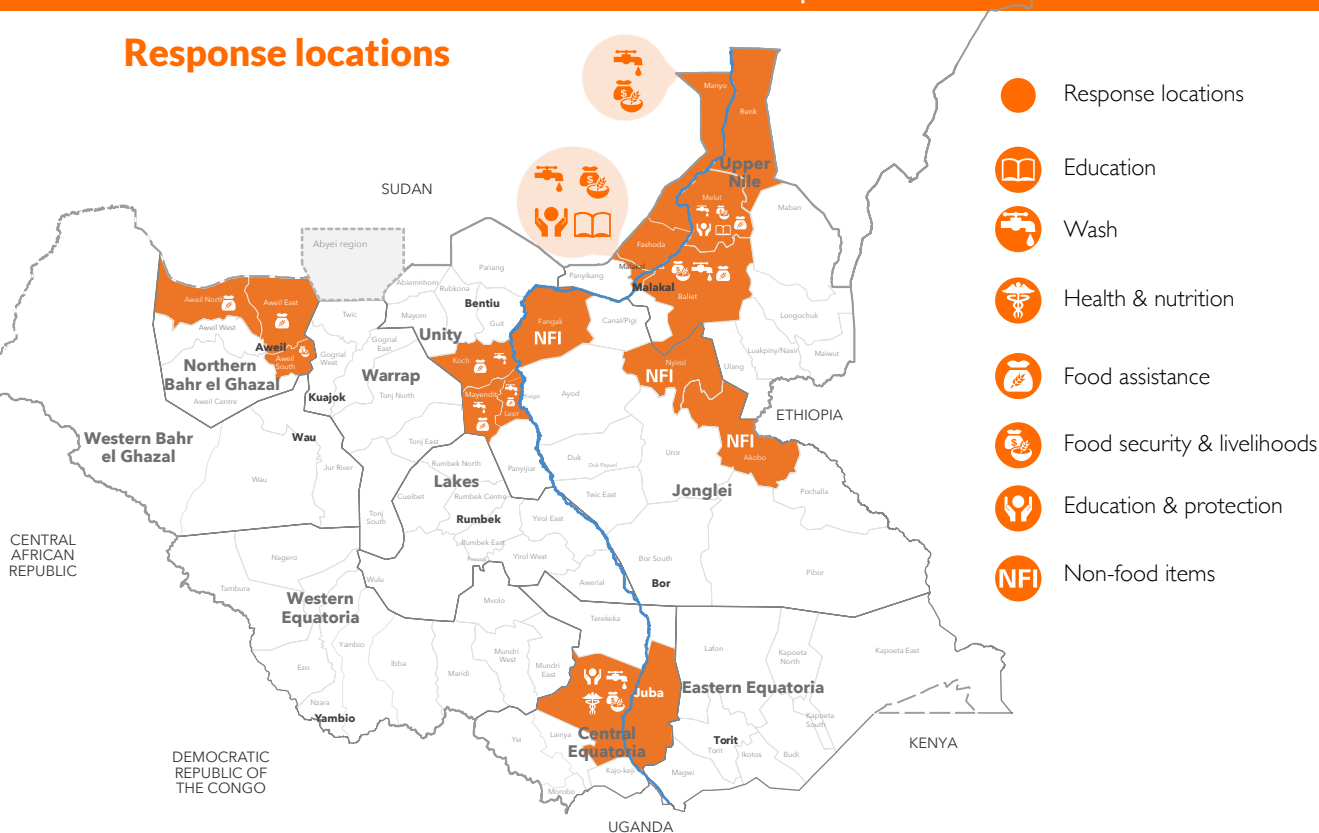 Response locations
Response locations
Education
Wash
Health & nutrition
Food assistance
Food security & livelihoods
Education & protection
NFI
Non-food items
SUDAN
Abyei region
Manyo
Renk
Upper
Nile
Melut
Maban
Fashoda
Malakal
Malakal
Baliet
Panyikang
Pariang
Abiemnhom
Rubkona
Bentiu
Mayom
Guit
Unity
Fangak
NFI
Canal/Pigi
Longochuk
Luakpiny/Nasir
Maiwut
Ulang
Nyirol
NFI
Aweil North
Aweil East
Aweil West
Aweil
Aweil
South
Northern
Bahr el Ghazal
Aweil Centre
Twic
Gogrial
West
Gogrial
East
Warrap
Kuajok
Tonj North
Koch
Mayendit
Leer
Ayod
ETHIOPIA
NFI
Akobo
Western Bahr
el Ghazal
Wau
Wau
Jur River
Tonj East
Rumbek North
Panyijiar
Lakes
Cueibet
Rumbek Centre
Tonj
South
Rumbek
Yirol East
Rumbek East
Yirol West
Awerial
Duk
Duk Payuel
Twic East
Uror
Jonglei
Pochalla
Bor South
Bor
Pibor
CENTRAL
AFRICAN
REPUBLIC
Nagero
Tambura
Wulu
Western
Equatoria
Mvolo
Terekeka
Yambio
Ezo
Ibba
Maridi
Mundri
West
Mundri
East
Nzara
Yambio
Juba
Central
Equatoria
Yei
Lainya
Kajo-keji
Morobo
Lafon
Kapoeta
North
Kapoeta East
Eastern Equatoria
Kapoeta
South
Torit
Torit
Ikotos
Budi
Magwi
DEMOCRATIC
REPUBLIC OF
THE CONGO
KENYA
UGANDA